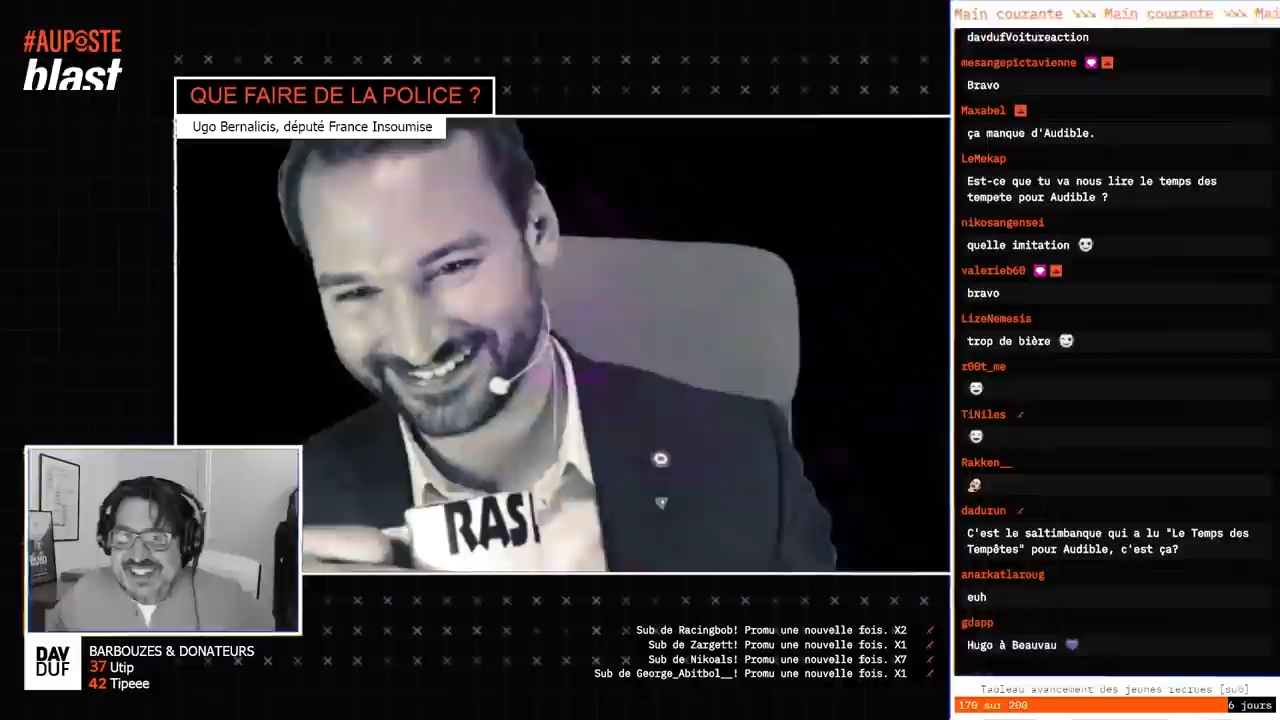 #AUPOSTE
blast
QUE FAIRE DE LA POLICE ?
Ugo Bernalicis, député France Insoumise
RAS
DAV
DUF
BARBOUZES & DONATEURS
37 Utip
42 Tipeee
Sub de Racingbob! Promu une nouvelle fois. X2
Sub de Zargett! Promu une nouvelle fois. X1
Sub de Nikoals! Promu une nouvelle fois. X7
Sub de George_Abitbol__! Promu une nouvelle fois. X1
Main courante >>> Main courante >>> Mai
davdufVoitureaction
mesangepictavienne
Bravo
Maxabel
ça manque d'Audible.
LeMekap
Est-ce que tu va nous lire le temps des
tempete pour Audible ?
nikosangensei
quelle imitation
valerieb60
bravo
LizeNemesis
trop de bière
r00t_me
TiNiles
Rakken__
dadurun
C'est le saltimbanque qui a lu "Le Temps des
Tempêtes" pour Audible, c'est ça?
anarkatlaroug
euh
gdapp
Hugo à Beauvau
Tableau avancement des jeunes recrues [sub]
170 sur 200
6 jours